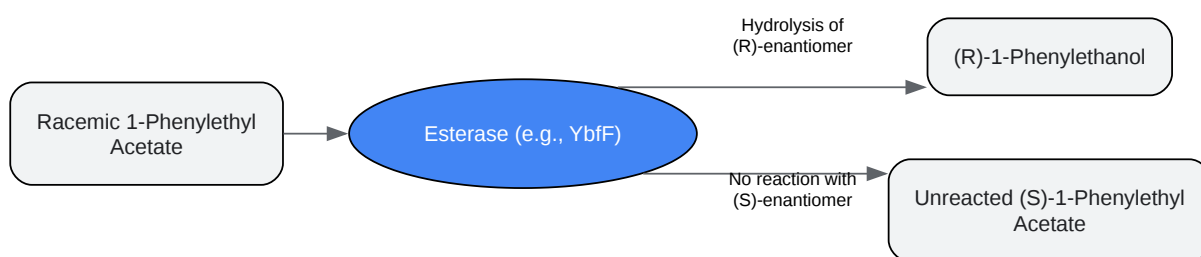 Racemic 1-Phenylethyl
Acetate
Esterase (e.g., YbfF)
Hydrolysis of
(R)-enantiomer
(R)-1-Phenylethanol
No reaction with
(S)-enantiomer
Unreacted (S)-1-Phenylethyl
Acetate